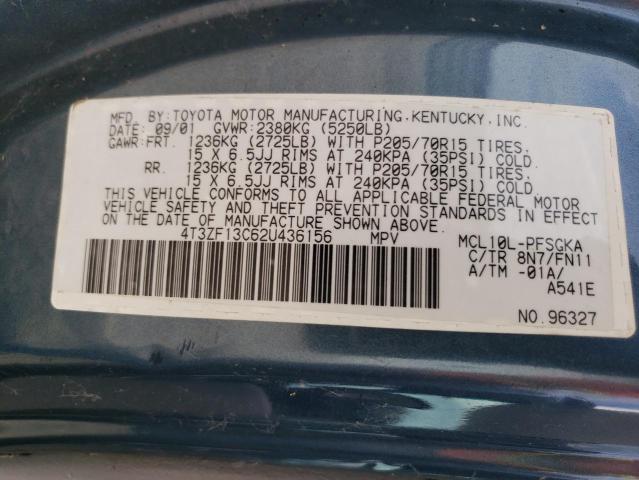 MFD. BY:TOYOTA MOTOR MANUFACTURING,KENTUCKY,INC.
DATE: 09/01 GVWR:2380KG (5250LB)
GAWR:FRT. 1236KG (2725LB) WITH P205/70R15 TIRES.
15 X 6.5JJ RIMS AT 240KPA (35PSI) COLD.
RR. 1236KG (2725LB) WITH P205/70R15 TIRES,
15 X 6.5JJ RIMS AT 240KPA (35PSI) COLD.
THIS VEHICLE CONFORMS TO ALL APPLICABLE FEDERAL MOTOR
VEHICLE SAFETY AND THEFT PREVENTION STANDARDS IN EFFECT
ON THE DATE OF MANUFACTURE SHOWN ABOVE.
4T3ZF13C62U436156 MPV
MCL10L-PFSGKA
C/TR 8N7/FN11
A/TM -01A/
A541E
NO.96327